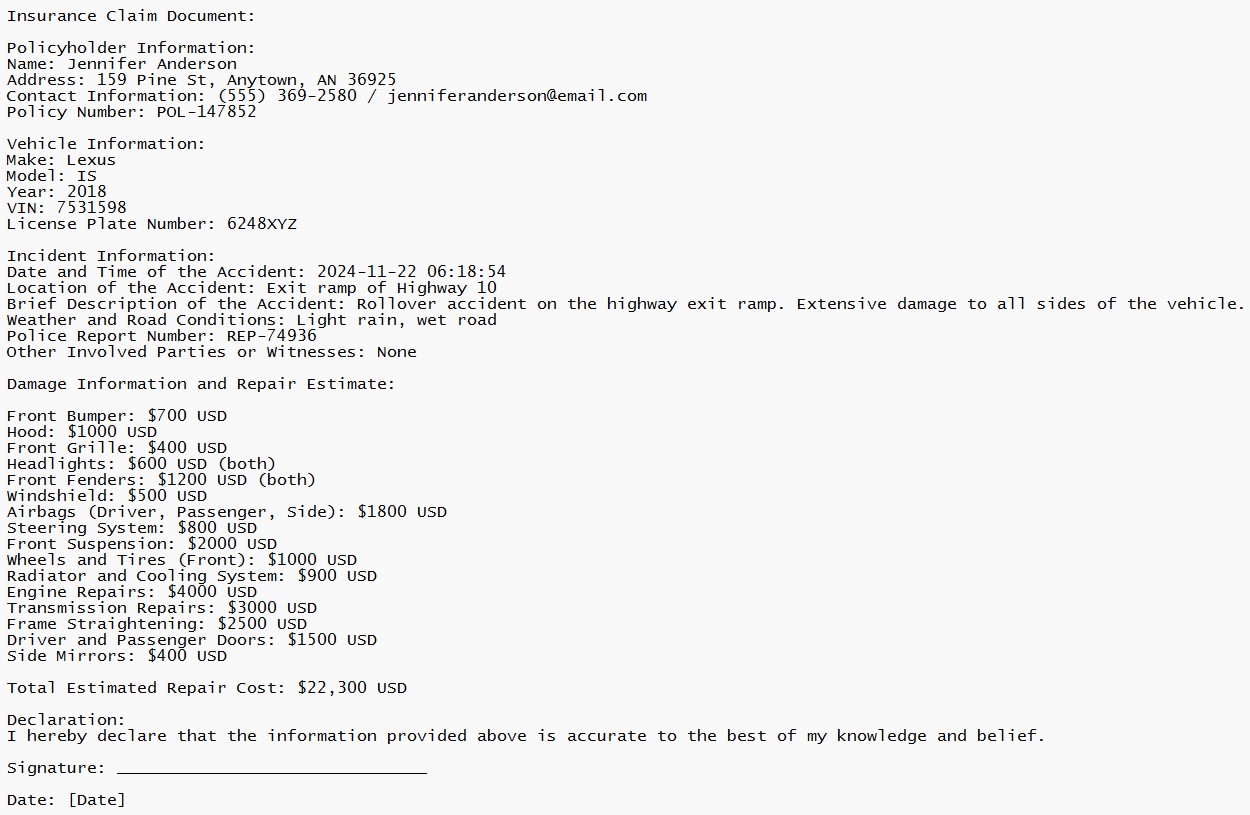 Insurance Claim Document:
Policyholder Information:
Name: Jennifer Anderson
Address: 159 Pine St, Anytown, AN 36925
Contact Information: (555) 369-2580 / jenniferanderson@email.com
Policy Number: POL-147852
Vehicle Information:
Make: Lexus
Model: IS
Year: 2018
VIN: 7531598
License Plate Number: 6248XYZ
Incident Information:
Date and Time of the Accident: 2024-11-22 06:18:54
Location of the Accident: Exit ramp of Highway 10
Brief Description of the Accident: Rollover accident on the highway exit ramp. Extensive damage to all sides of the vehicle.
Weather and Road Conditions: Light rain, wet road
Police Report Number: REP-74936
Other Involved Parties or Witnesses: None
Damage Information and Repair Estimate:
Front Bumper: $700 USD
Hood: $1000 USD
Front Grille: $400 USD
Headlights: $600 USD (both)
Front Fenders: $1200 USD (both)
Windshield: $500 USD
Airbags (Driver, Passenger, Side): $1800 USD
Steering System: $800 USD
Front Suspension: $2000 USD
Wheels and Tires (Front): $1000 USD
Radiator and Cooling System: $900 USD
Engine Repairs: $4000 USD
Transmission Repairs: $3000 USD
Frame Straightening: $2500 USD
Driver and Passenger Doors: $1500 USD
Side Mirrors: $400 USD
Total Estimated Repair Cost: $22,300 USD
Declaration:
I hereby declare that the information provided above is accurate to the best of my knowledge and belief.
Signature: _______________________________
Date: [Date]